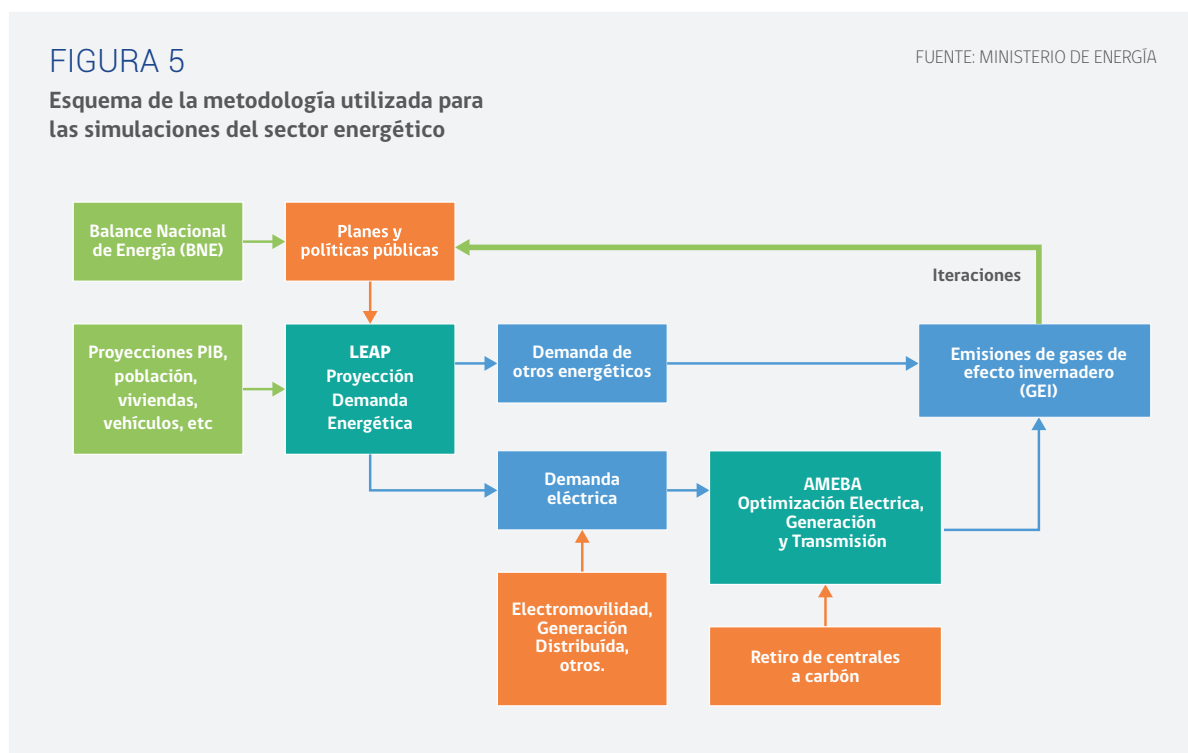 FIGURA 5
FUENTE: MINISTERIO DE ENERGÍA
Esquema de la metodología utilizada para
las simulaciones del sector energético
Balance Nacional
de Energía (BNE)
Planes y
políticas públicas
Iteraciones
Proyecciones PIB,
población,
viviendas,
vehículos, etc
LEAP
Proyección
Demanda
Energética
Demanda de
otros energéticos
Emisiones de gases de
efecto invernadero
(GEI)
Demanda
eléctrica
AMEBA
Optimización Electrica,
Generación
y Transmisión
Electromovilidad,
Generación
Distribuída,
otros.
Retiro de centrales
a carbón